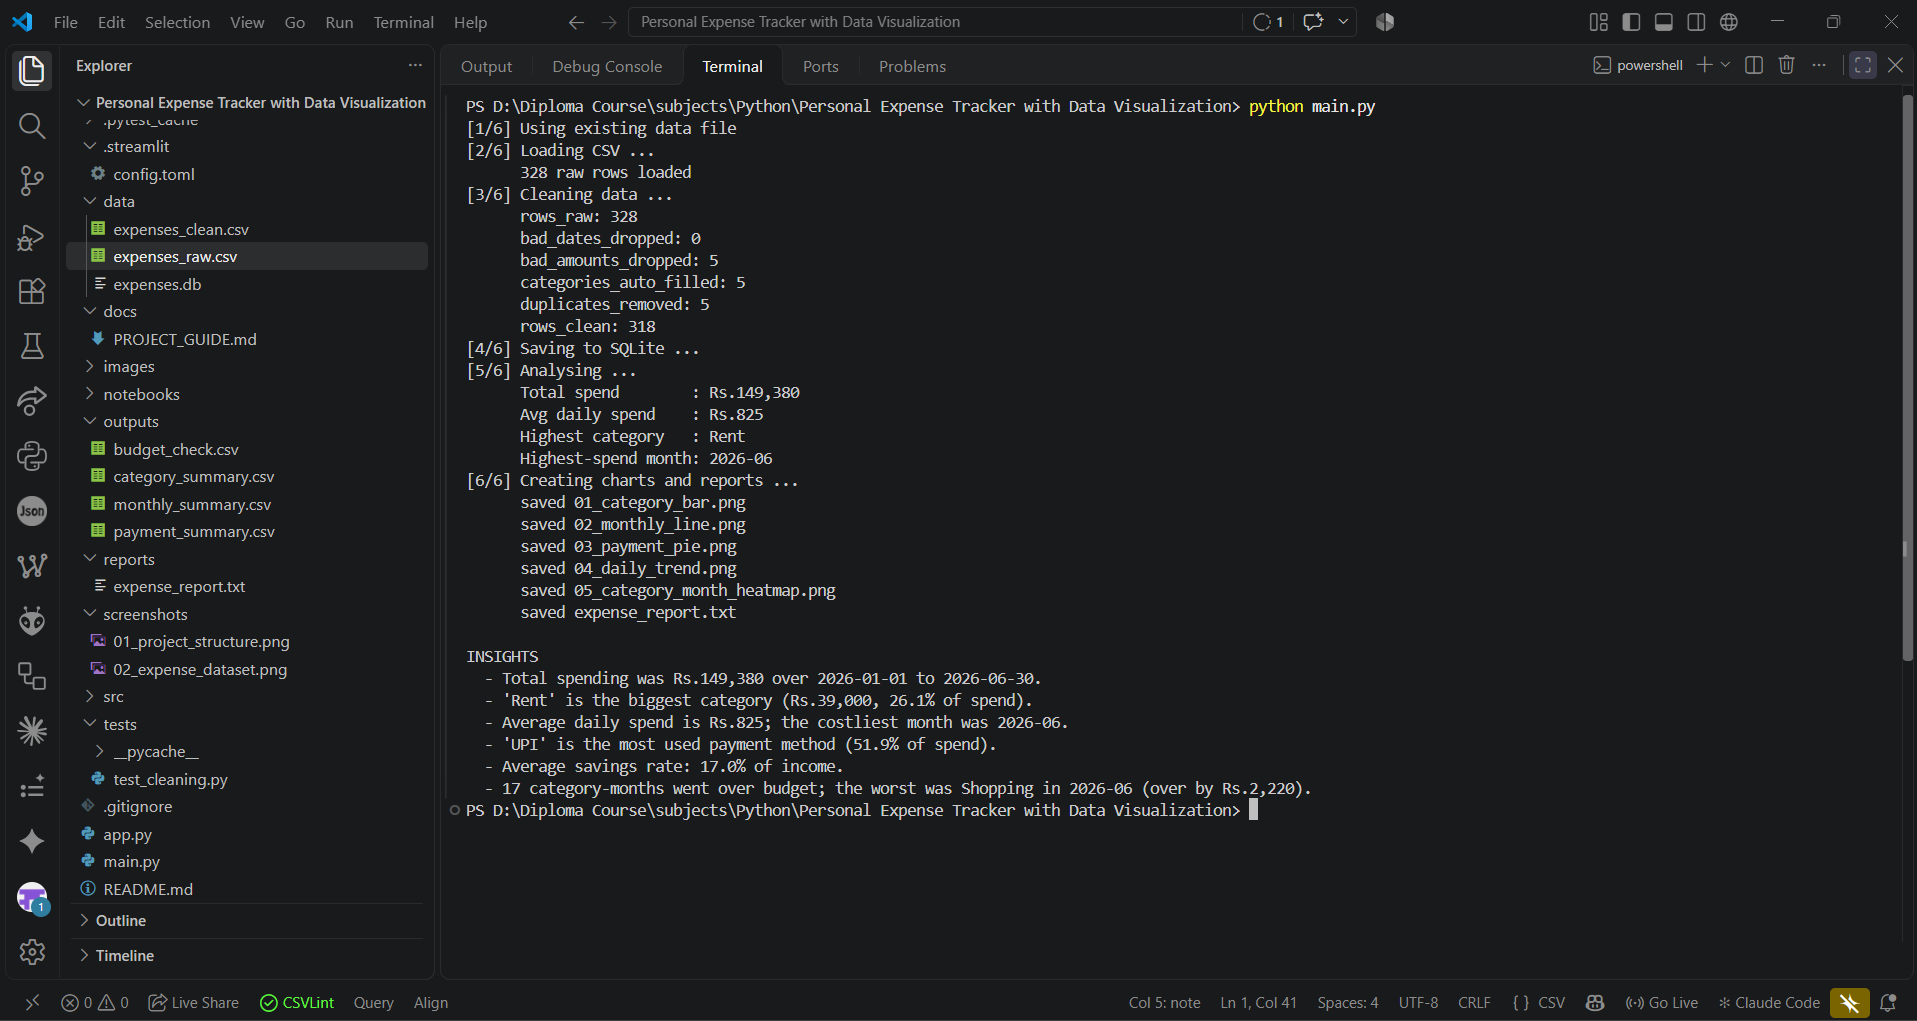 File Edit Selection View Go Run Terminal Help
Personal Expense Tracker with Data Visualization
1
Explorer
Personal Expense Tracker with Data Visualization
.pytest_cache
.streamlit
config.toml
data
expenses_clean.csv
expenses_raw.csv
expenses.db
docs
PROJECT_GUIDE.md
images
notebooks
outputs
budget_check.csv
category_summary.csv
monthly_summary.csv
payment_summary.csv
reports
expense_report.txt
screenshots
01_project_structure.png
02_expense_dataset.png
src
tests
__pycache__
test_cleaning.py
.gitignore
app.py
main.py
README.md
Outline
Timeline
Json
1
Output Debug Console Terminal Ports Problems
powershell
PS D:\Diploma Course\subjects\Python\Personal Expense Tracker with Data Visualization> python main.py
[1/6] Using existing data file
[2/6] Loading CSV ...
328 raw rows loaded
[3/6] Cleaning data ...
rows_raw: 328
bad_dates_dropped: 0
bad_amounts_dropped: 5
categories_auto_filled: 5
duplicates_removed: 5
rows_clean: 318
[4/6] Saving to SQLite ...
[5/6] Analysing ...
Total spend : Rs.149,380
Avg daily spend : Rs.825
Highest category : Rent
Highest-spend month: 2026-06
[6/6] Creating charts and reports ...
saved 01_category_bar.png
saved 02_monthly_line.png
saved 03_payment_pie.png
saved 04_daily_trend.png
saved 05_category_month_heatmap.png
saved expense_report.txt
INSIGHTS
- Total spending was Rs.149,380 over 2026-01-01 to 2026-06-30.
- 'Rent' is the biggest category (Rs.39,000, 26.1% of spend).
- Average daily spend is Rs.825; the costliest month was 2026-06.
- 'UPI' is the most used payment method (51.9% of spend).
- Average savings rate: 17.0% of income.
- 17 category-months went over budget; the worst was Shopping in 2026-06 (over by Rs.2,220).
PS D:\Diploma Course\subjects\Python\Personal Expense Tracker with Data Visualization>
0 0 Live Share CSVLint Query Align
Col 5: note Ln 1, Col 41 Spaces: 4 UTF-8 CRLF { } CSV Go Live Claude Code